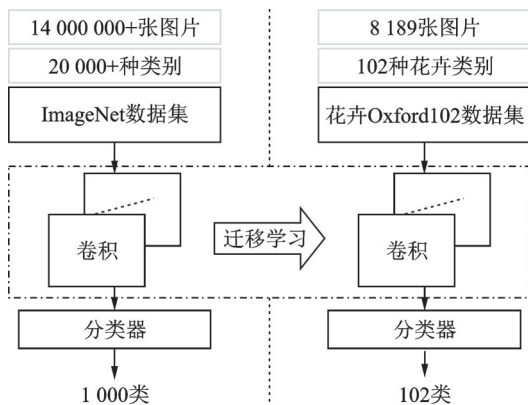 14 000 000+张图片
20 000+种类别
ImageNet数据集
卷积
分类器
1 000类
迁移学习
8 189张图片
102种花卉类别
花卉Oxford102数据集
卷积
分类器
102类